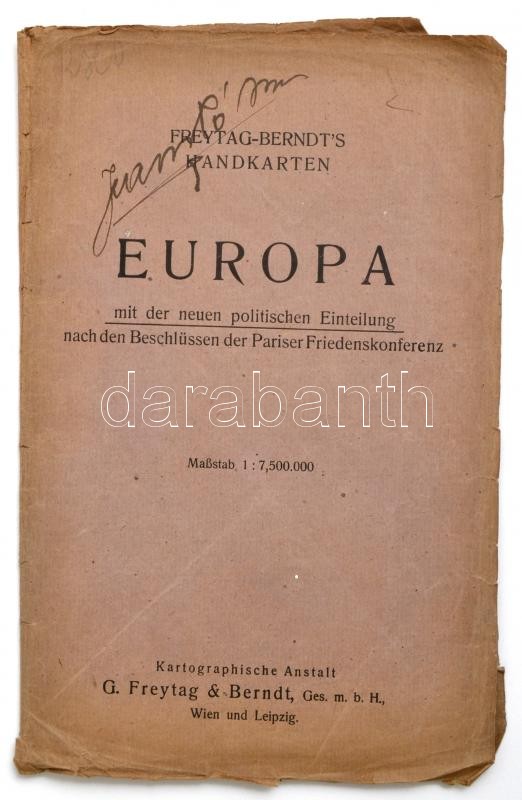 FREYTAG-BERNDT'S
HANDKARTEN
EUROPA
mit der neuen politischen Einteilung
nach den Beschlüssen der Pariser Friedenskonferenz
darabanth
Maßstab 1 : 7,500.000
Kartographische Anstalt
G. Freytag & Berndt, Ges. m. b. H.,
Wien und Leipzig.